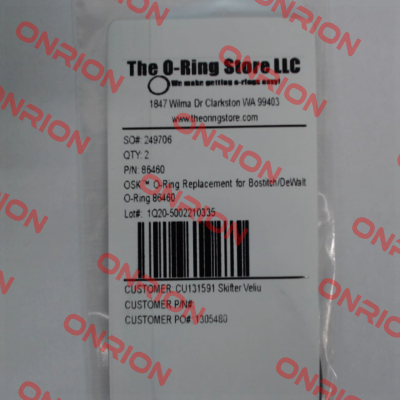 The O-Ring Store LLC
We make getting o-rings easy!
1847 Wilma Dr Clarkston WA 99403
www.theoringstore.com
SO#: 249706
QTY: 2
P/N: 86460
OSK™ O-Ring Replacement for Bostitch/DeWalt
O-Ring 86460
Lot#: 1Q20-5002210335
CUSTOMER: CU131591 Skifter Veliu
CUSTOMER P/N#:
CUSTOMER PO#: 1305480
ONRION
ONRION
ONRION
ONRION
ONRION
ONRION
ONRION
ONRION
ONRION
ONRION